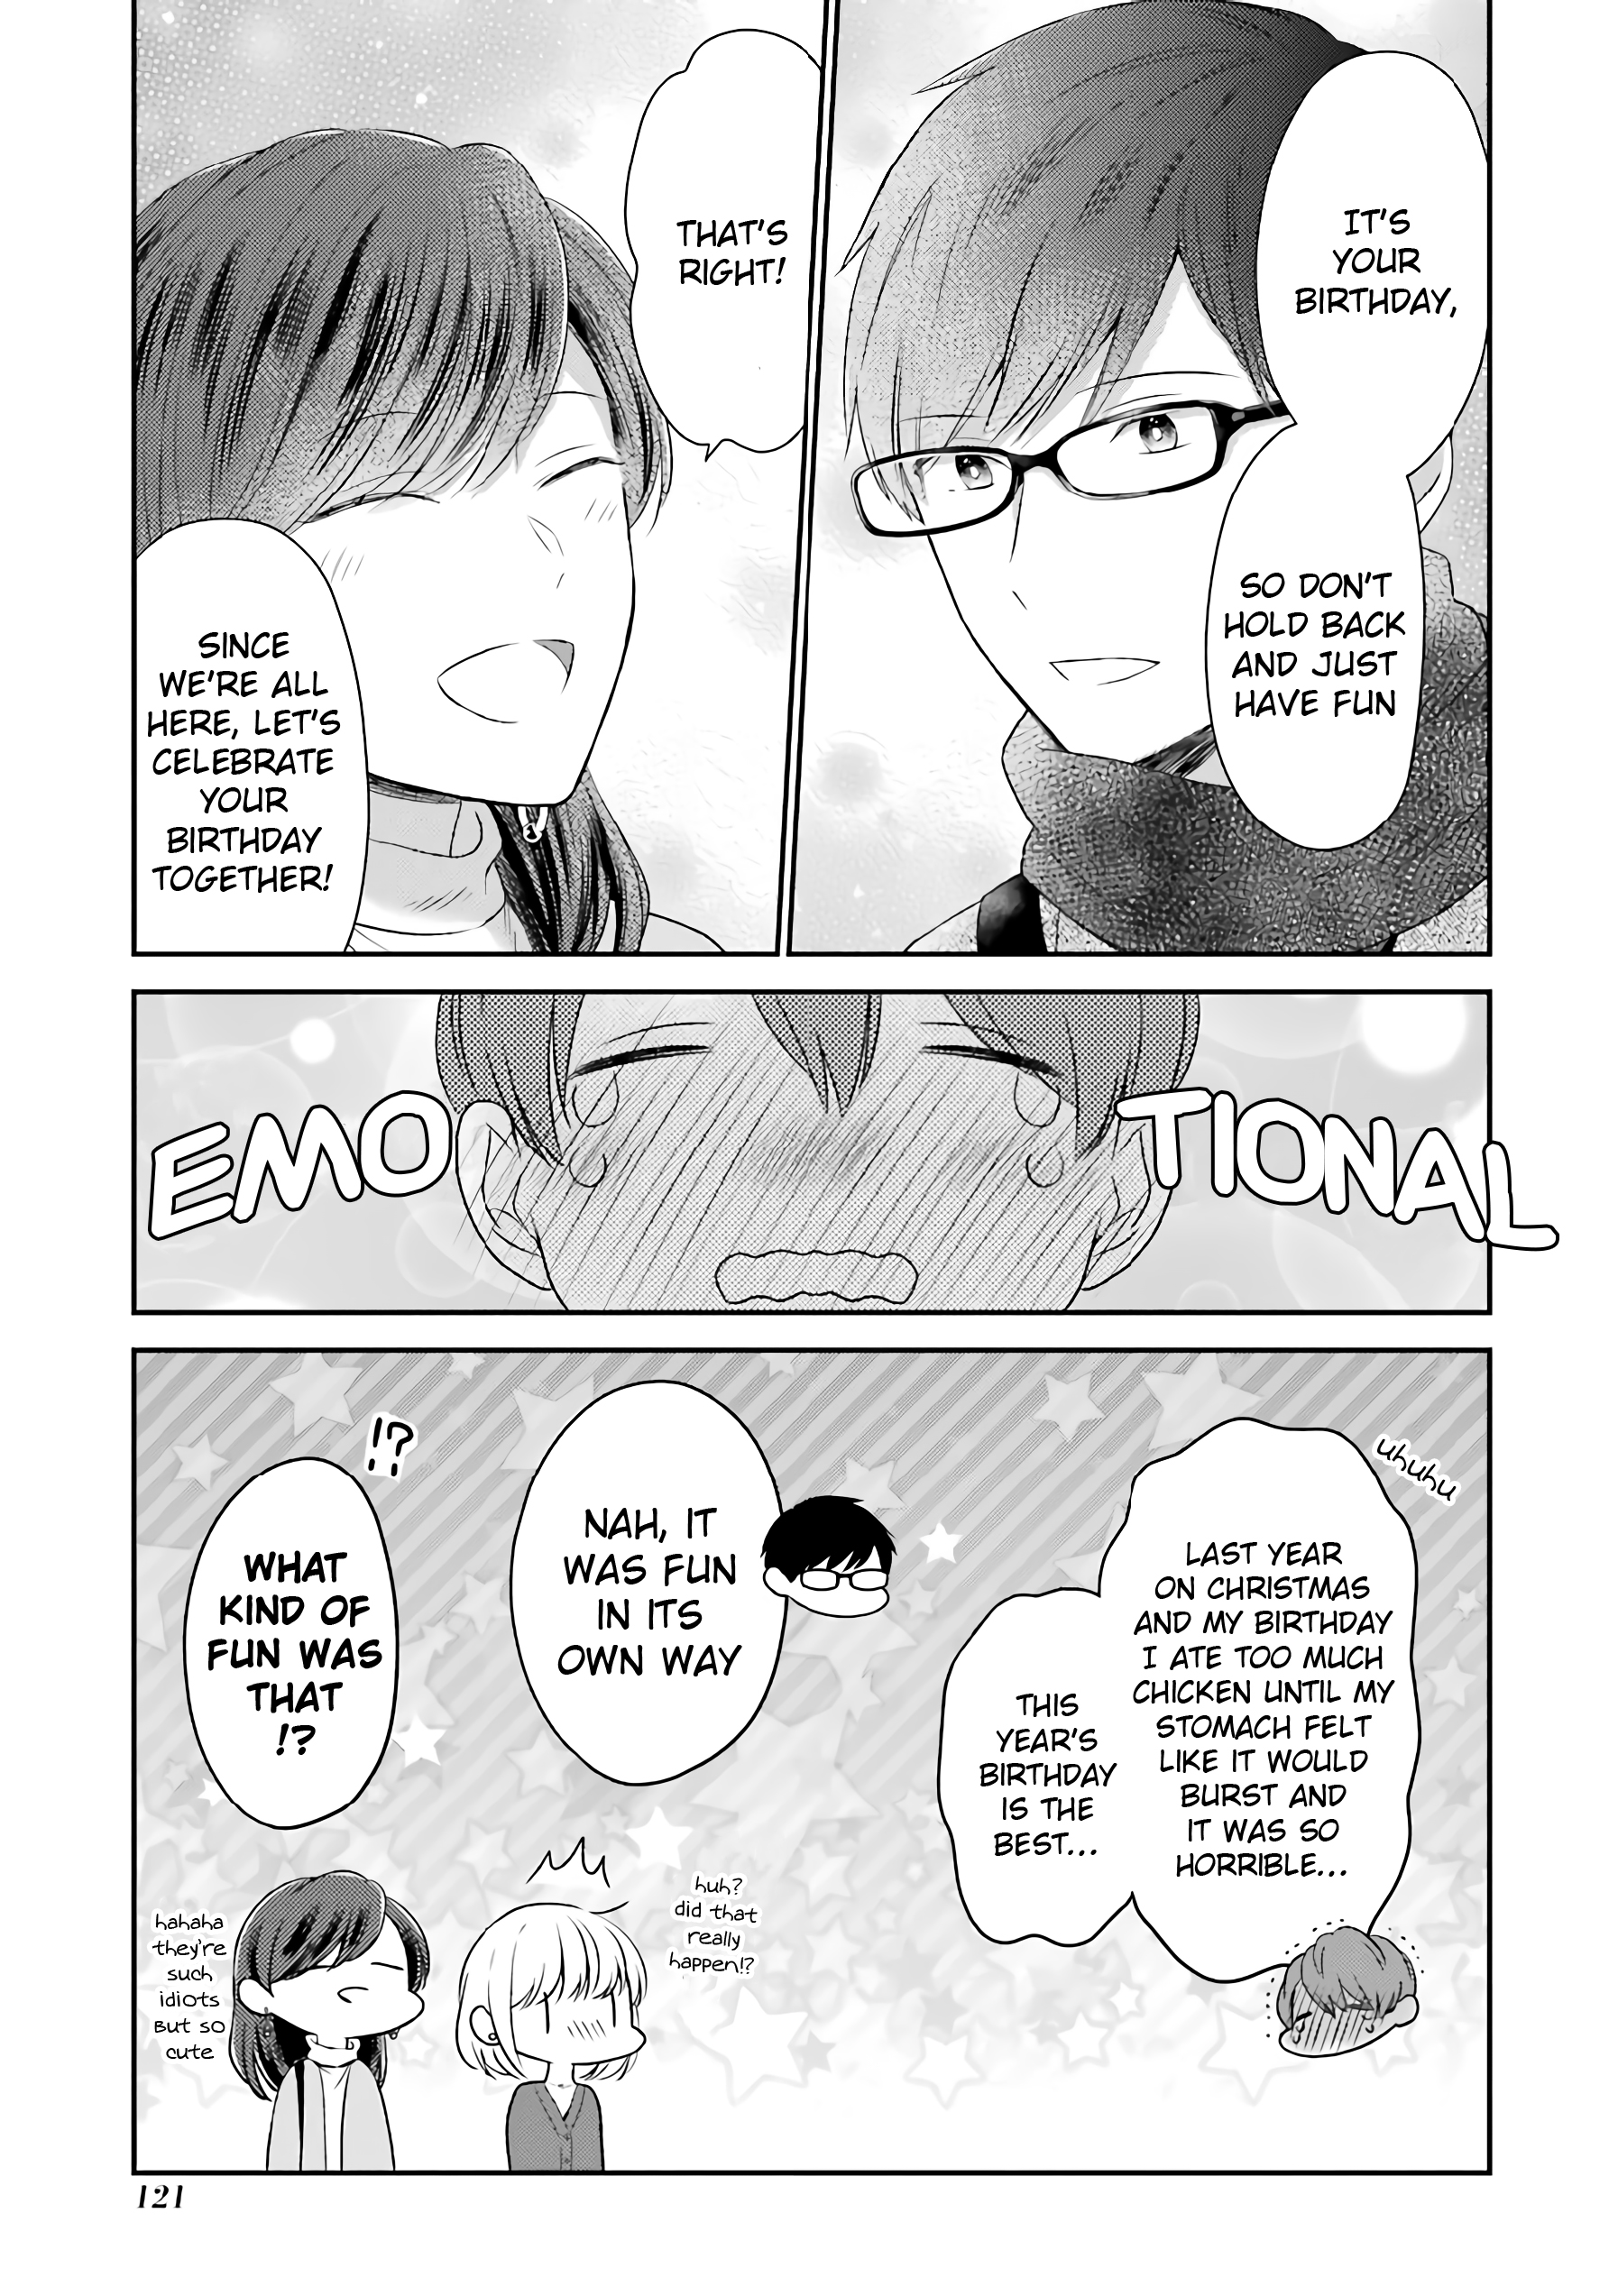 IT'S
YOUR
BIRTHDAY,
SO DON'T
HOLD BACK
AND JUST
HAVE FUN
THAT'S
RIGHT!
SINCE
WE'RE ALL
HERE, LET'S
CELEBRATE
YOUR
BIRTHDAY
TOGETHER!
EMOTIONAL
uhuhu
LAST YEAR
ON CHRISTMAS
AND MY BIRTHDAY
I ATE TOO MUCH
CHICKEN UNTIL MY
STOMACH FELT
LIKE IT WOULD
BURST AND
IT WAS SO
HORRIBLE...
THIS
YEAR'S
BIRTHDAY
IS THE
BEST...
NAH, IT
WAS FUN
IN ITS
OWN WAY
!?
WHAT
KIND OF
FUN WAS
THAT
!?
huh?
did that
really
happen!?
hahaha
they're
such
idiots
But so
cute
121